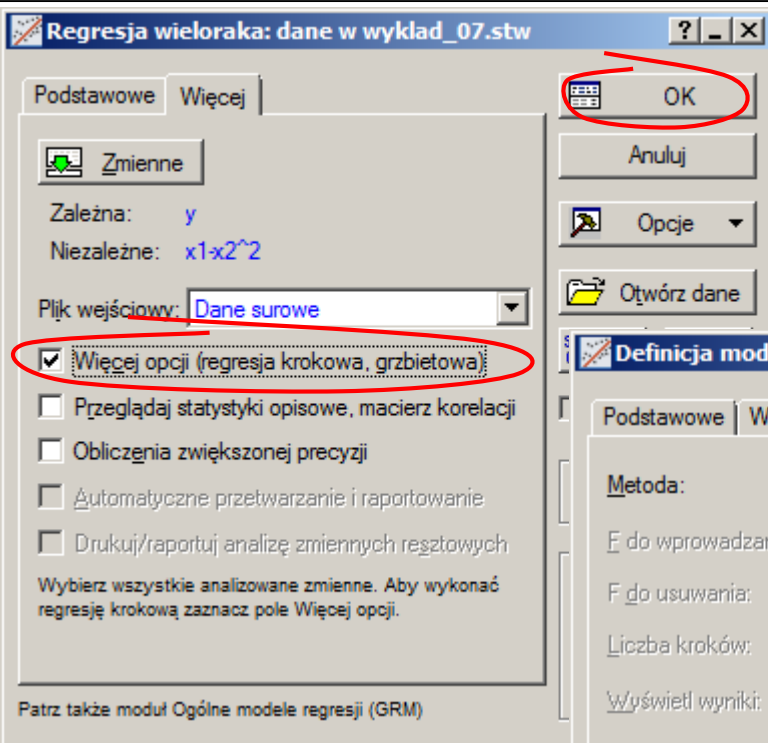 Regresja wieloraka: dane w wyklad_07.stw
Podstawowe Więcej
OK
Zmienne
Anuluj
Zależna: y
Niezależne: x1-x2^2
Opcje
Plik wejściowy: Dane surowe
Otwórz dane
Więcej opcji (regresja krokowa, grzbietowa)
Przeglądaj statystyki opisowe, macierz korelacji
Obliczenia zwiększonej precyzji
Automatyczne przetwarzanie i raportowanie
Drukuj/raportuj analizę zmiennych resztowych
Wybierz wszystkie analizowane zmienne. Aby wykonać
regresję krokową zaznacz pole Więcej opcji.
Patrz także moduł Ogólne modele regresji (GRM)
Definicja mod
Podstawowe W
Metoda:
F do wprowadzan
F do usuwania:
Liczba kroków:
Wyświetl wyniki: